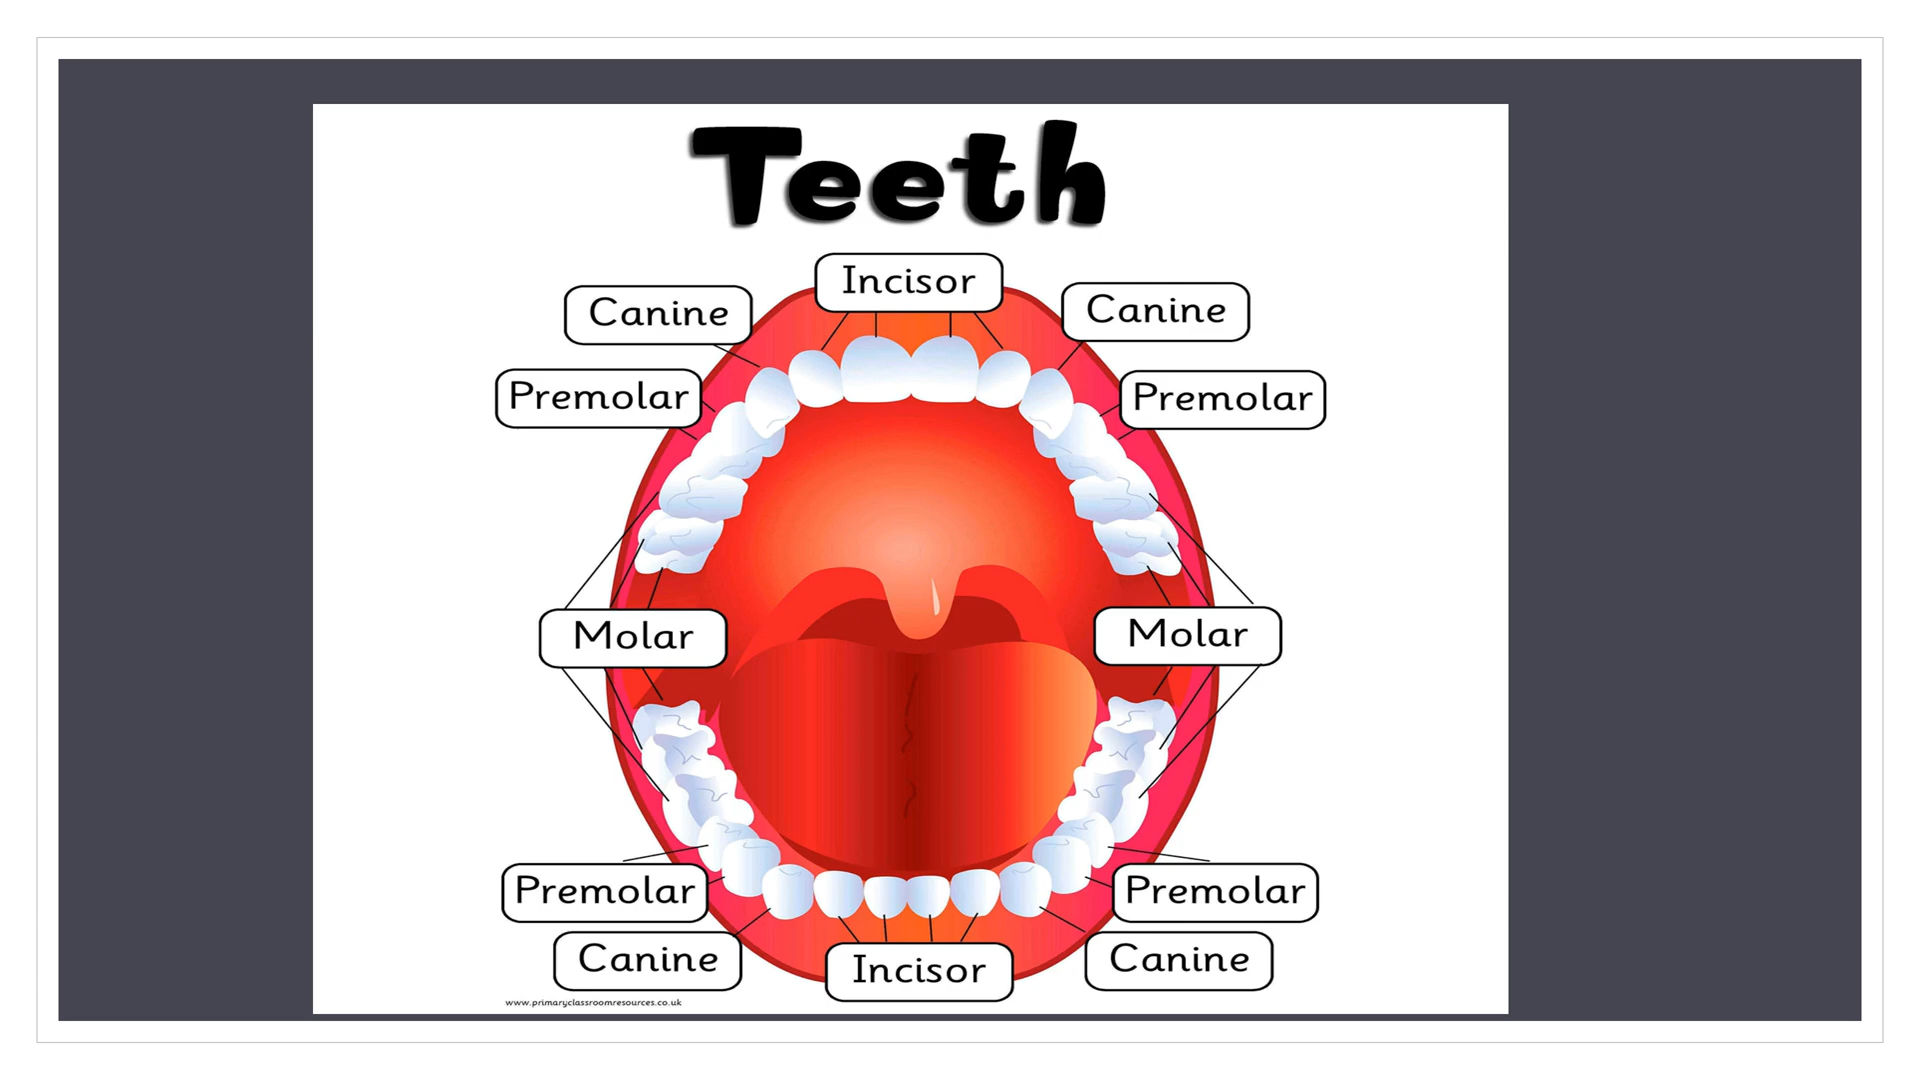 Teeth
Incisor
Canine
Canine
Premolar
Premolar
Molar
Molar
Premolar
Premolar
Canine
Canine
Incisor
www.primaryclassroomresources.co.uk